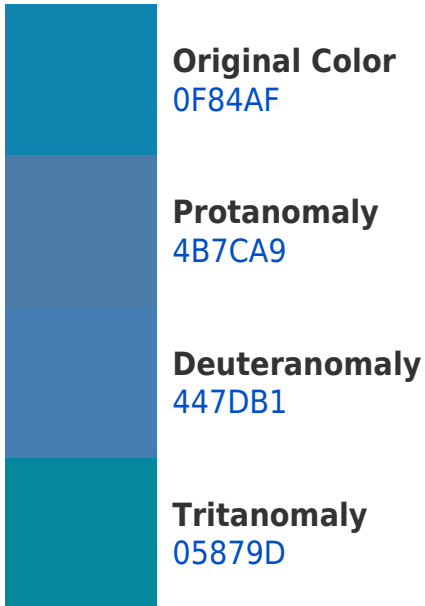 Original Color
0F84AF
Protanomaly
4B7CA9
Deuteranomaly
447DB1
Tritanomaly
05879D